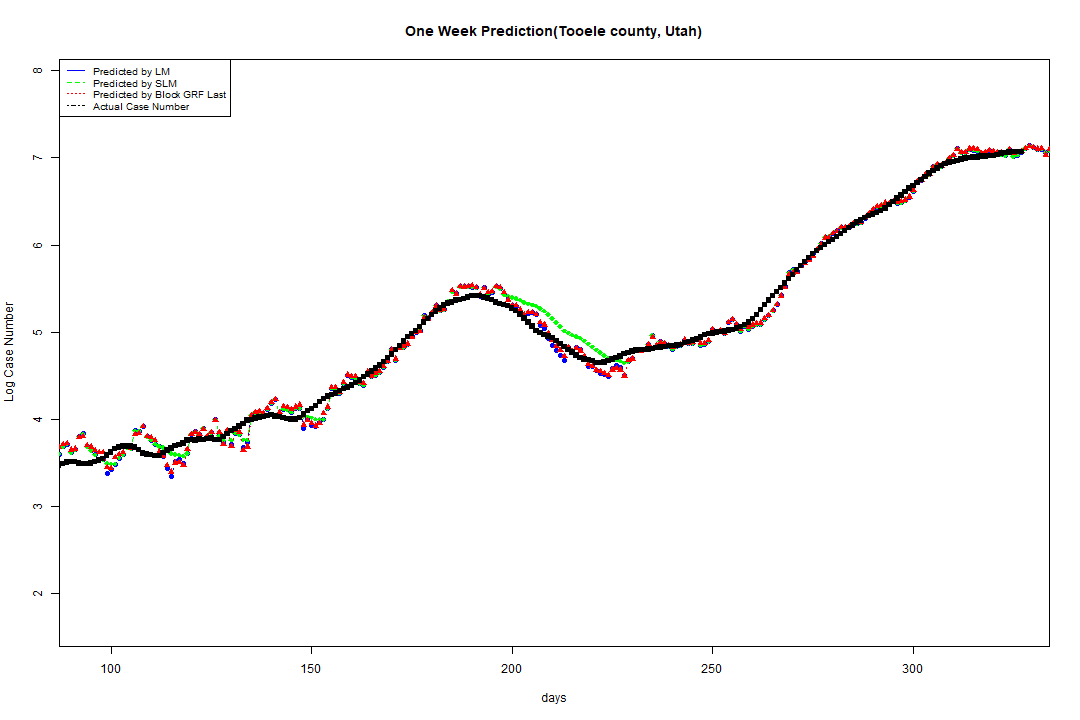 One Week Prediction(Tooele county, Utah)
Predicted by LM
Predicted by SLM
Predicted by Block GRF Last
Actual Case Number
8
7
6
5
4
3
2
Log Case Number
100
150
200
250
300
days